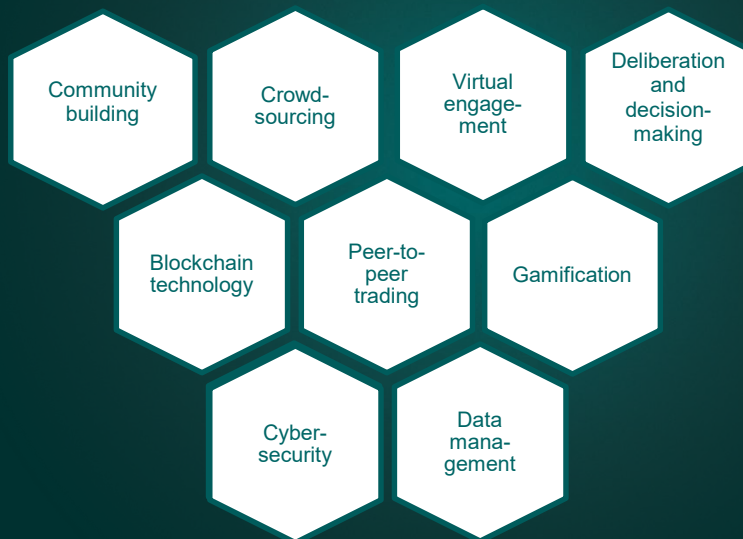 Community
building
Crowd-
sourcing
Virtual
engage-
ment
Deliberation
and
decision-
making
Blockchain
technology
Peer-to-
peer
trading
Gamification
Cyber-
security
Data
mana-
gement